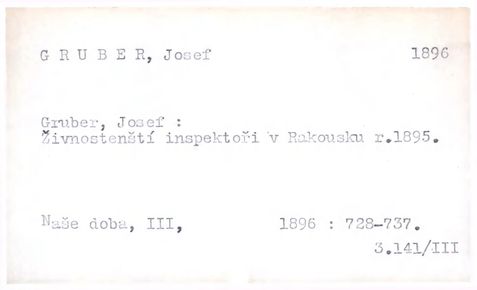 G R U B E R, Josef 1896
Gruber, Josef :
Živnostenští inspektoři v Rakousku r.1895.
Naše doba, III, 1896 : 728-737.
3.141/III